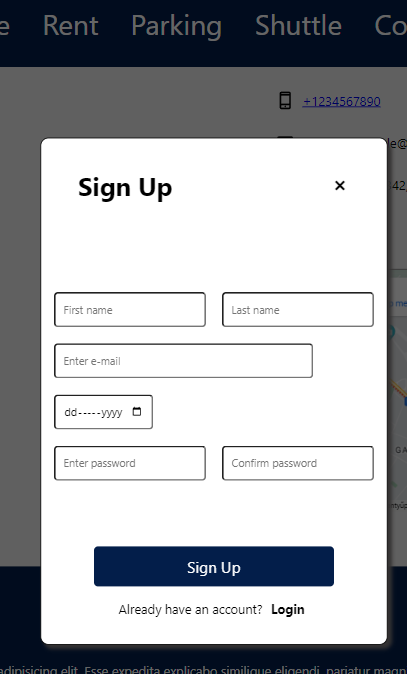 e Rent Parking Shuttle Co
+1234567890
le@
Sign Up ×
42,
First name Last name
Enter e-mail
dd-----yyyy
Enter password Confirm password
Sign Up
Already have an account? Login
adipisicing elit. Esse expedita explicabo similique eligendi, pariatur magn